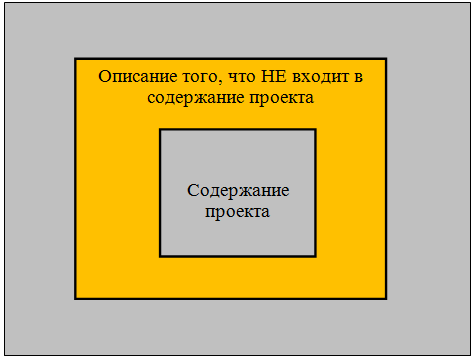 Описание того, что НЕ входит в
содержание проекта
Содержание
проекта